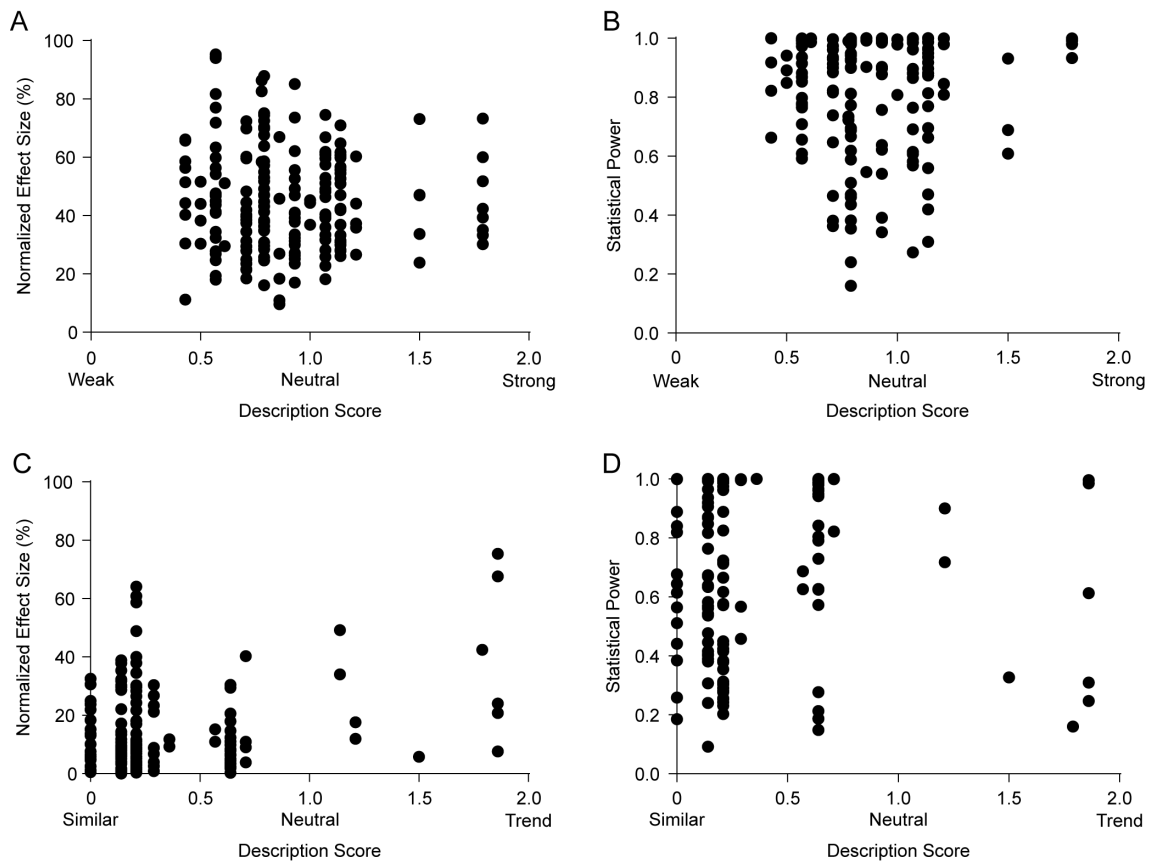 A
Normalized Effect Size (%)
100
80
60
40
20
0
0 0.5 1.0 1.5 2.0
Weak Neutral Strong
Description Score
B
Statistical Power
1.0
0.8
0.6
0.4
0.2
0.0
0 0.5 1.0 1.5 2.0
Weak Neutral Strong
Description Score
C
Normalized Effect Size (%)
100
80
60
40
20
0
0 0.5 1.0 1.5 2.0
Similar Neutral Trend
Description Score
D
Statistical Power
1.0
0.8
0.6
0.4
0.2
0.0
0 0.5 1.0 1.5 2.0
Similar Neutral Trend
Description Score